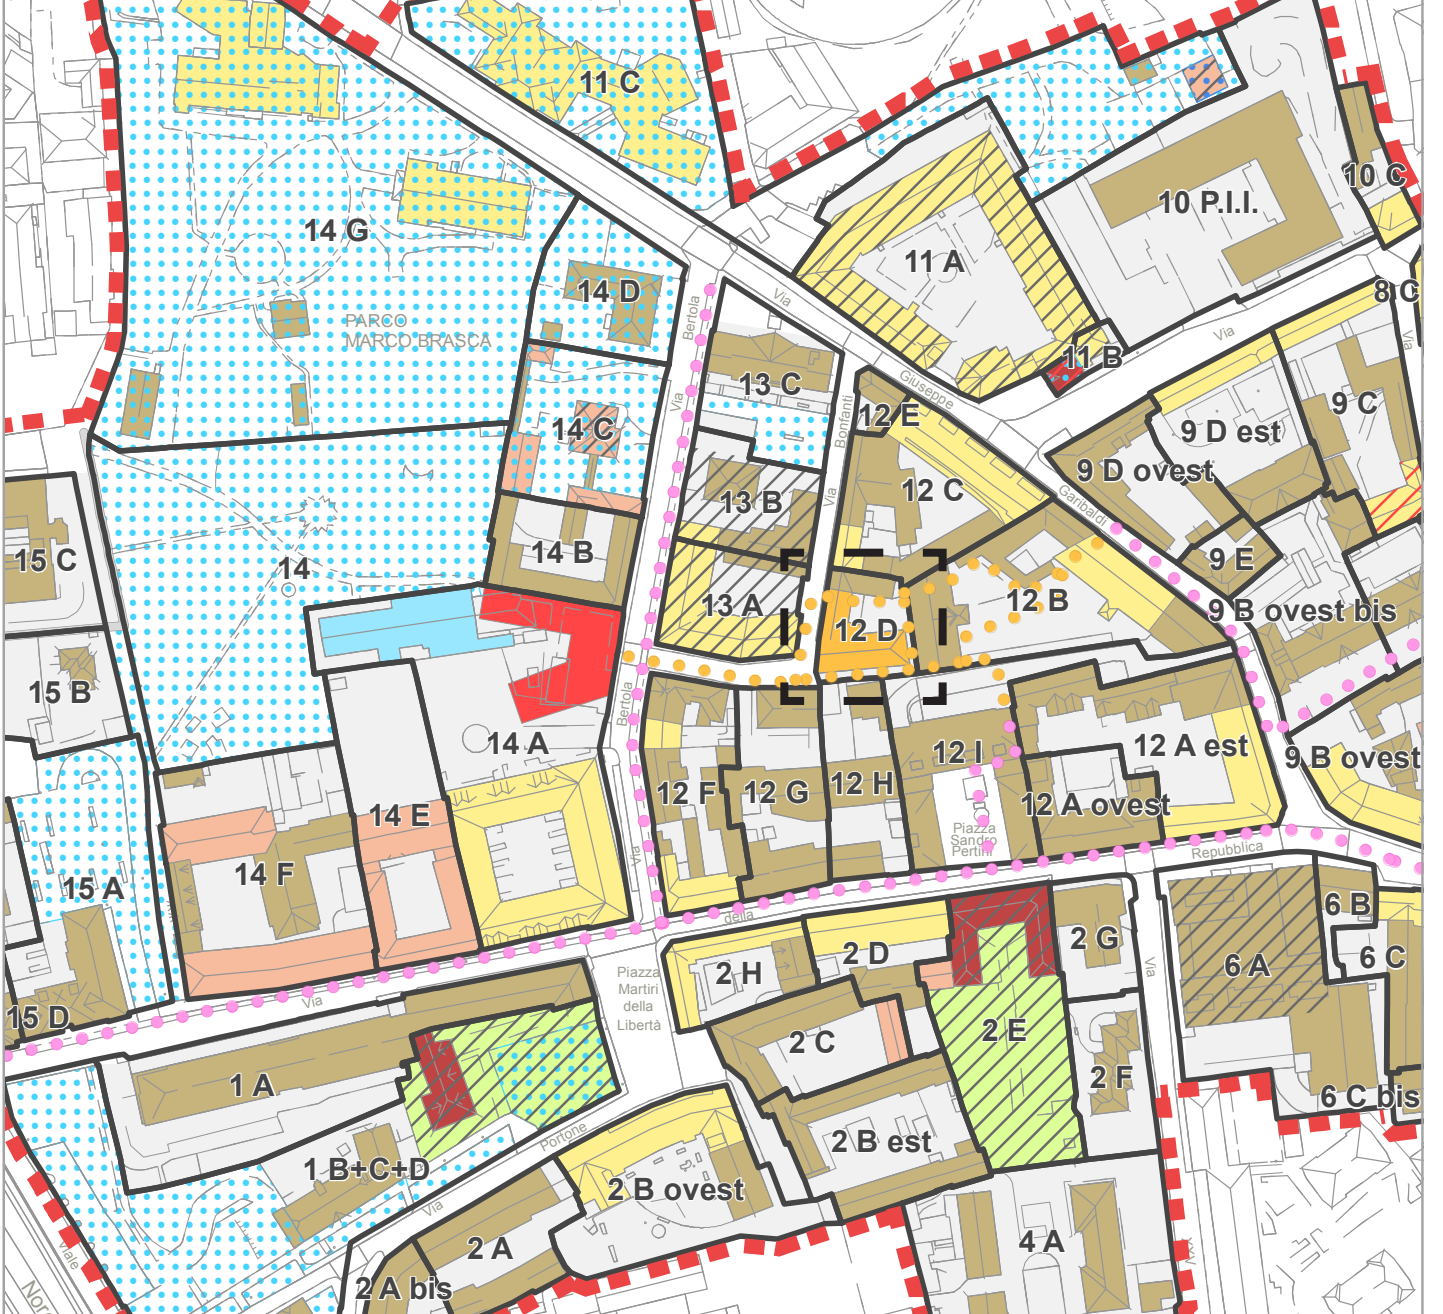 11 C
10 C
10 P.I.I.
14 G
11 A
14 D
8 C
Via
Bertola
PARCO
MARCO BRASCA
Via
Via
11 B
13 C
Giuseppe
Via
12 E
9 C
14 C
Bonfanti
9 D est
9 D ovest
12 C
Via
13 B
Garibaldi
14 B
15 C
14
9 E
13 A
12 B
9 B ovest bis
12 D
15 B
Bertola
14 A
12 I
12 A est
9 B ovest
12 F
12 G
12 H
12 A ovest
14 E
Piazza
Sandro
Pertini
Repubblica
Via
14 F
15 A
della
6 B
2 D
2 G
6 C
6 A
2 H
Via
Piazza
Martiri
della
Libertà
Via
15 D
2 E
2 C
1 A
2 F
6 C bis
Portone
2 B est
1 B+C+D
2 B ovest
Via
2 A
4 A
Viale
XXV
2 A bis
Nord